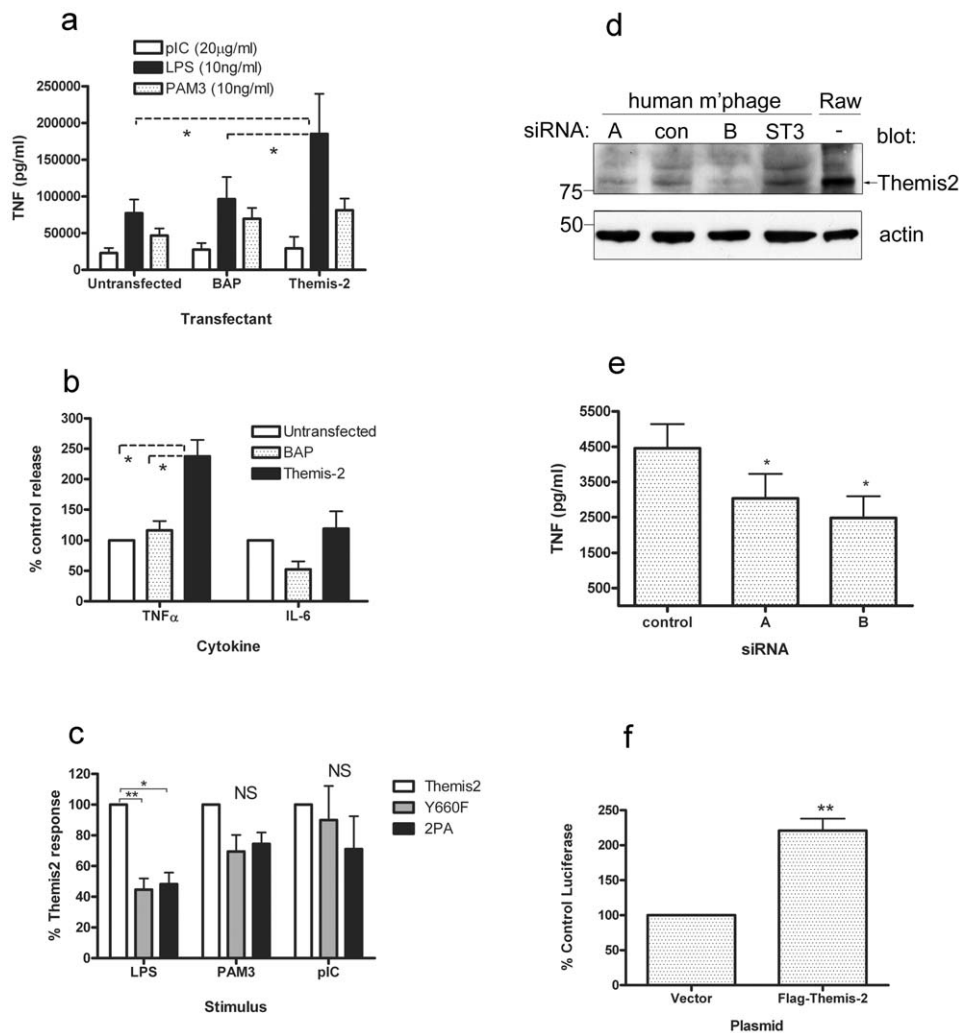 a
pIC (20µg/ml)
LPS (10ng/ml)
PAM3 (10ng/ml)
250000
200000
150000
100000
50000
0
TNF (pg/ml)
*
*
Untransfected BAP Themis-2
Transfectant
b
300
250
200
150
100
50
0
% control release
Untransfected
BAP
Themis-2
*
*
TNFα IL-6
Cytokine
c
120
100
80
60
40
20
0
% Themis2 response
*
**
NS
NS
Themis2
Y660F
2PA
LPS PAM3 pIC
Stimulus
d
human m'phage Raw
siRNA: A con B ST3 - blot:
75
Themis2
50
actin
e
5500
4500
3500
2500
1500
500
TNF (pg/ml)
*
*
control A B
siRNA
f
250
200
150
100
50
0
% Control Luciferase
**
Vector Flag-Themis-2
Plasmid